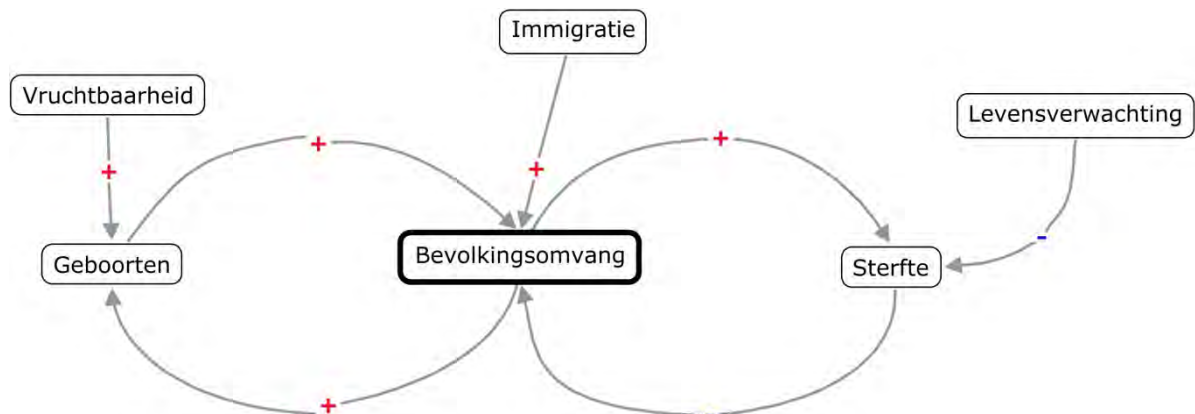 Immigratie
Vruchtbaarheid
Levensverwachting
+
+
+
+
-
Geboorten
Bevolkingsomvang
Sterfte
+